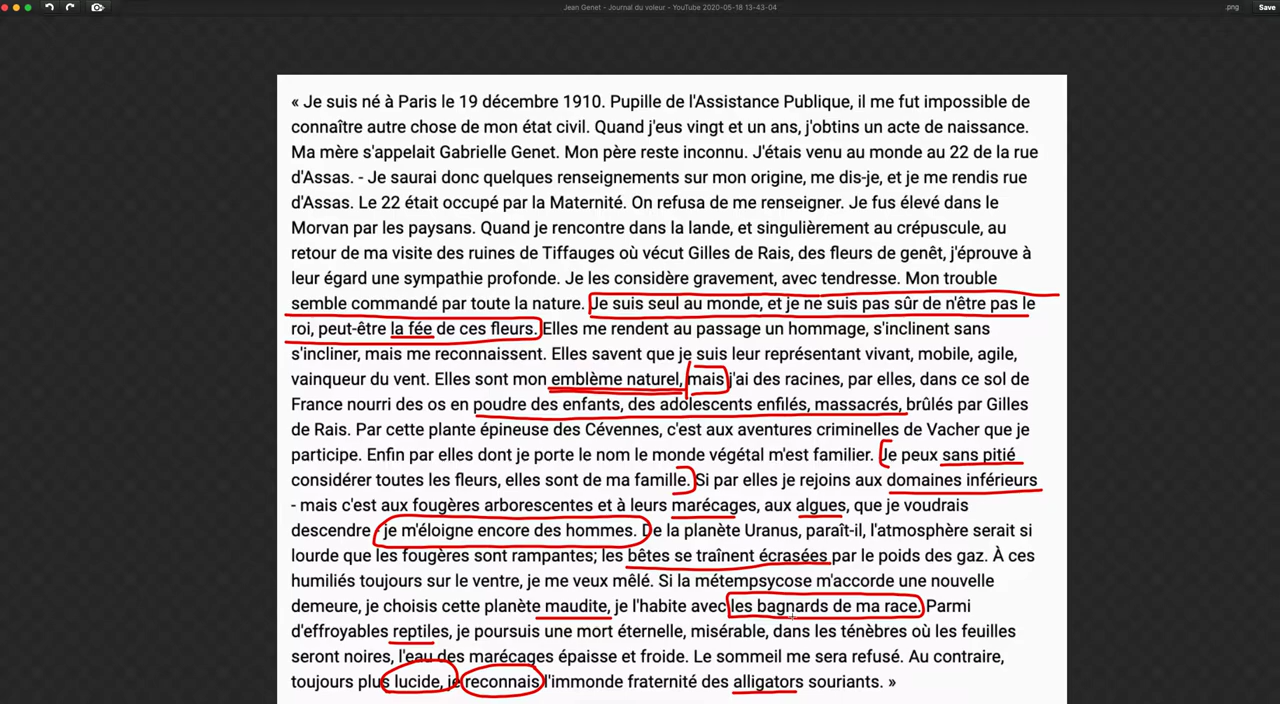 Jean Genet - Journal du voleur - YouTube 2020-05-18 13-43-04
.png
Save
« Je suis né à Paris le 19 décembre 1910. Pupille de l'Assistance Publique, il me fut impossible de
connaître autre chose de mon état civil. Quand j'eus vingt et un ans, j'obtins un acte de naissance.
Ma mère s'appelait Gabrielle Genet. Mon père reste inconnu. J'étais venu au monde au 22 de la rue
d'Assas. - Je saurai donc quelques renseignements sur mon origine, me dis-je, et je me rendis rue
d'Assas. Le 22 était occupé par la Maternité. On refusa de me renseigner. Je fus élevé dans le
Morvan par les paysans. Quand je rencontre dans la lande, et singulièrement au crépuscule, au
retour de ma visite des ruines de Tiffauges où vécut Gilles de Rais, des fleurs de genêt, j'éprouve à
leur égard une sympathie profonde. Je les considère gravement, avec tendresse. Mon trouble
semble commandé par toute la nature. Je suis seul au monde, et je ne suis pas sûr de n'être pas le
roi, peut-être la fée de ces fleurs. Elles me rendent au passage un hommage, s'inclinent sans
s'incliner, mais me reconnaissent. Elles savent que je suis leur représentant vivant, mobile, agile,
vainqueur du vent. Elles sont mon emblème naturel, mais j'ai des racines, par elles, dans ce sol de
France nourri des os en poudre des enfants, des adolescents enfilés, massacrés, brûlés par Gilles
de Rais. Par cette plante épineuse des Cévennes, c'est aux aventures criminelles de Vacher que je
participe. Enfin par elles dont je porte le nom le monde végétal m'est familier. Je peux sans pitié
considérer toutes les fleurs, elles sont de ma famille. Si par elles je rejoins aux domaines inférieurs
- mais c'est aux fougères arborescentes et à leurs marécages, aux algues, que je voudrais
descendre - je m'éloigne encore des hommes. De la planète Uranus, paraît-il, l'atmosphère serait si
lourde que les fougères sont rampantes; les bêtes se traînent écrasées par le poids des gaz. À ces
humiliés toujours sur le ventre, je me veux mêlé. Si la métempsycose m'accorde une nouvelle
demeure, je choisis cette planète maudite, je l'habite avec les bagnards de ma race. Parmi
d'effroyables reptiles, je poursuis une mort éternelle, misérable, dans les ténèbres où les feuilles
seront noires, l'eau des marécages épaisse et froide. Le sommeil me sera refusé. Au contraire,
toujours plus lucide, je reconnais l'immonde fraternité des alligators souriants. »